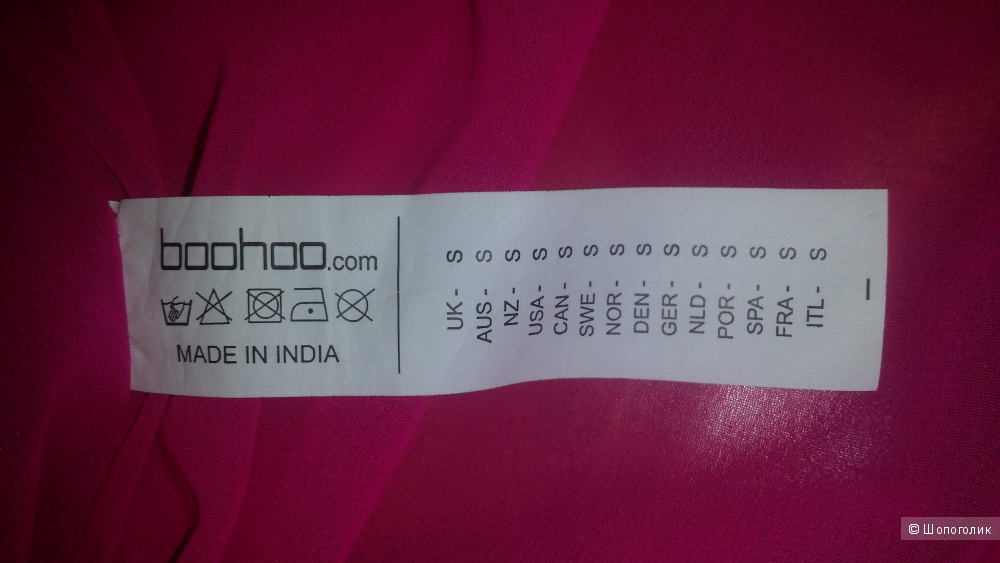 boohoo.com
MADE IN INDIA
UK - S
AUS - S
NZ - S
USA - S
CAN - S
SWE - S
NOR - S
DEN - S
GER - S
NLD - S
POR - S
SPA - S
FRA - S
ITL - S
© Шопоголик